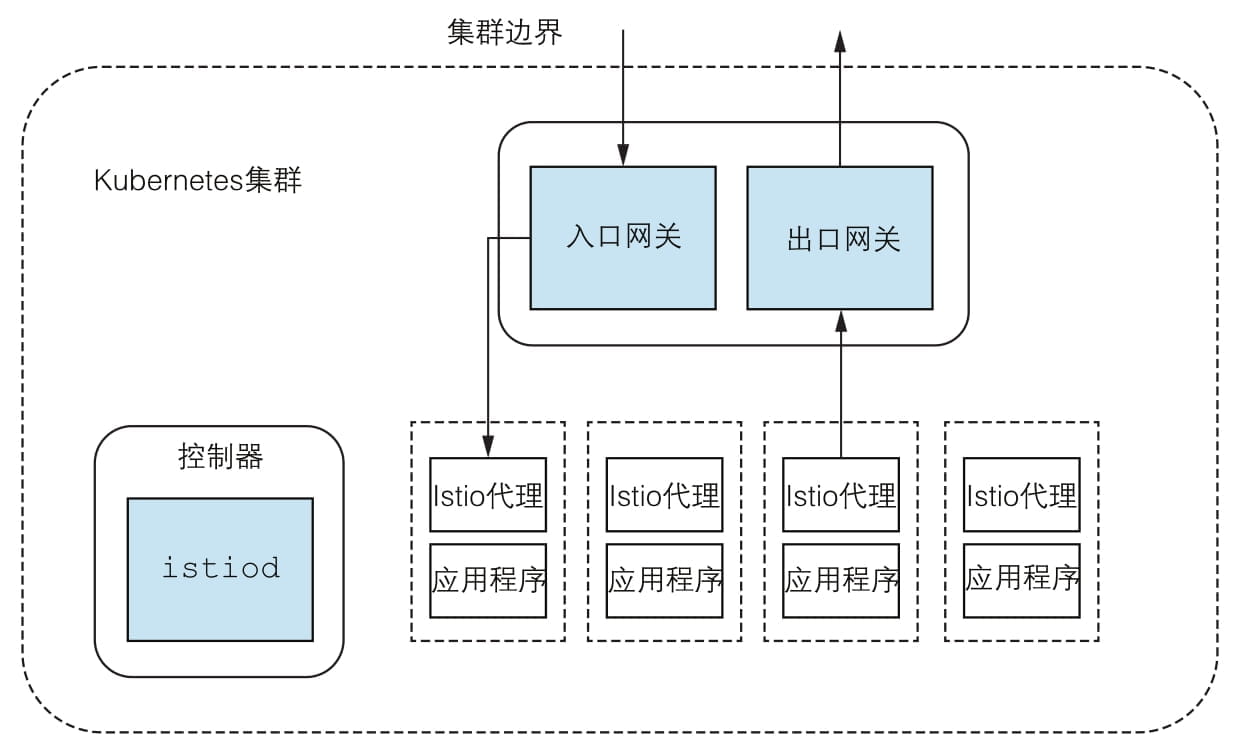 集群边界
Kubernetes集群
入口网关
出口网关
控制器
istiod
Istio代理
应用程序
Istio代理
应用程序
Istio代理
应用程序
Istio代理
应用程序